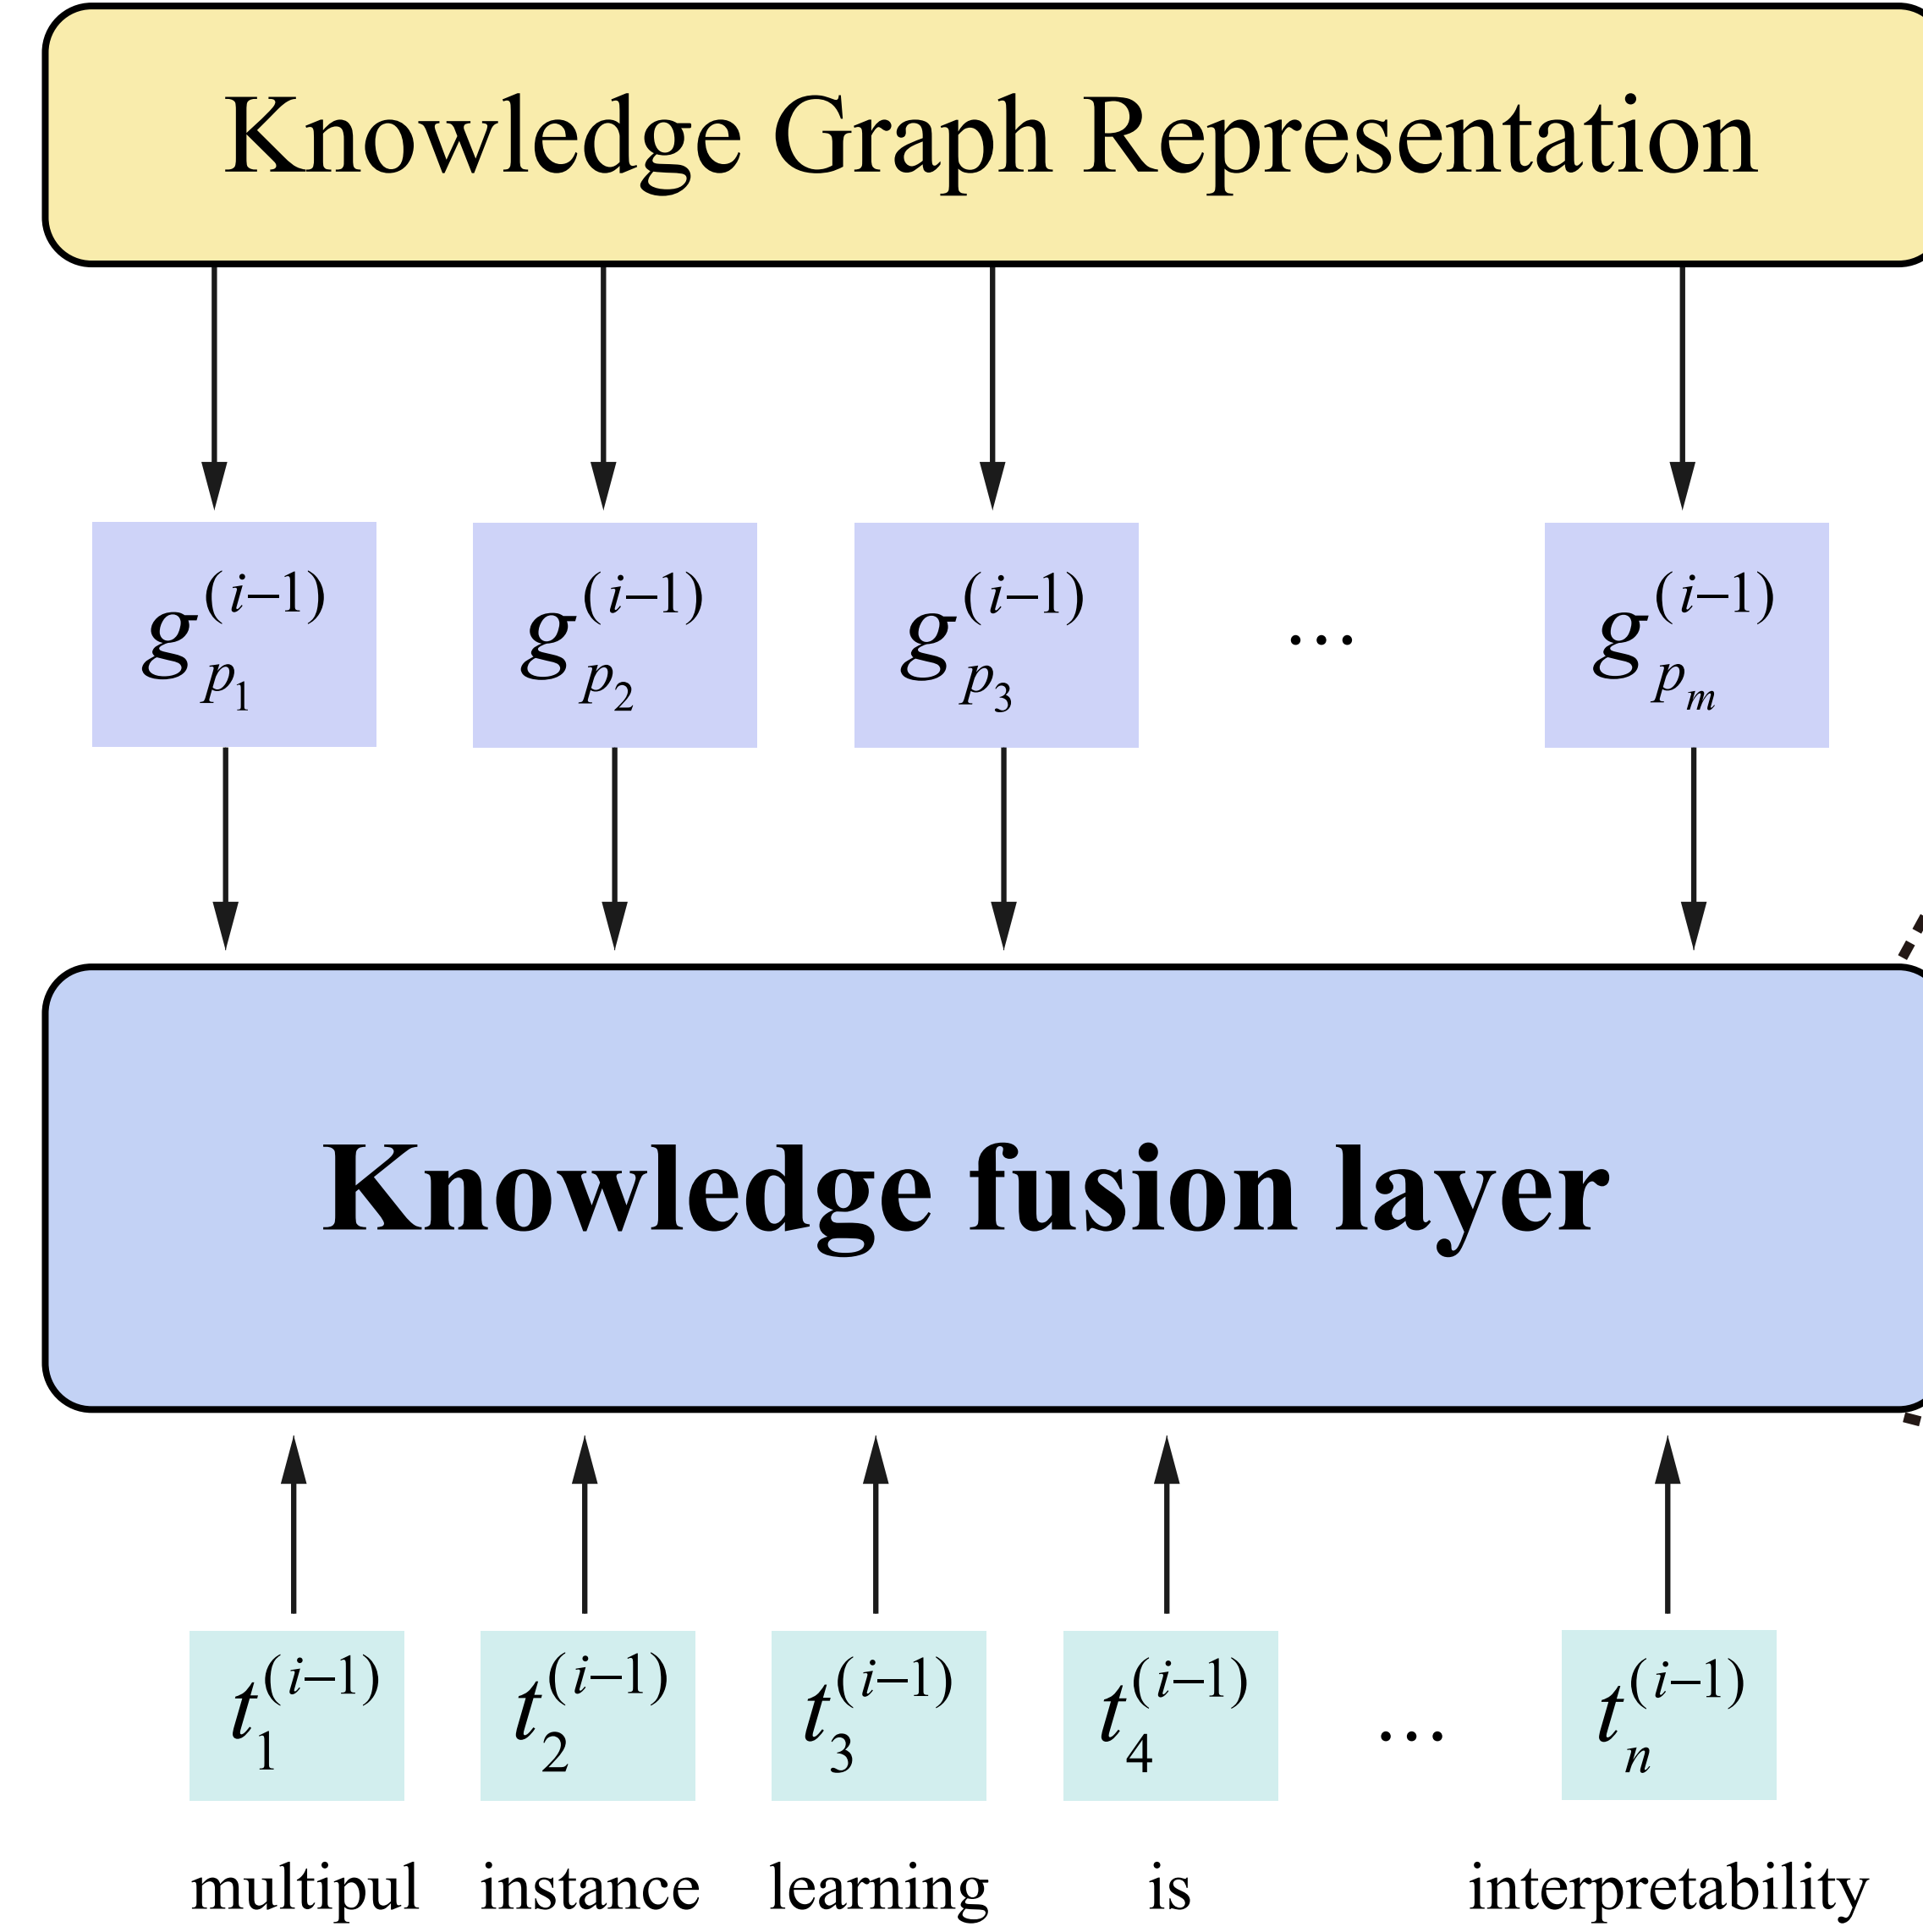 Knowledge Graph Representation
g_{p_1}^{(i-1)} g_{p_2}^{(i-1)} g_{p_3}^{(i-1)} ... g_{p_m}^{(i-1)}
Knowledge fusion layer
t_1^{(i-1)} t_2^{(i-1)} t_3^{(i-1)} t_4^{(i-1)} ... t_n^{(i-1)}
multipul instance learning is interpretability